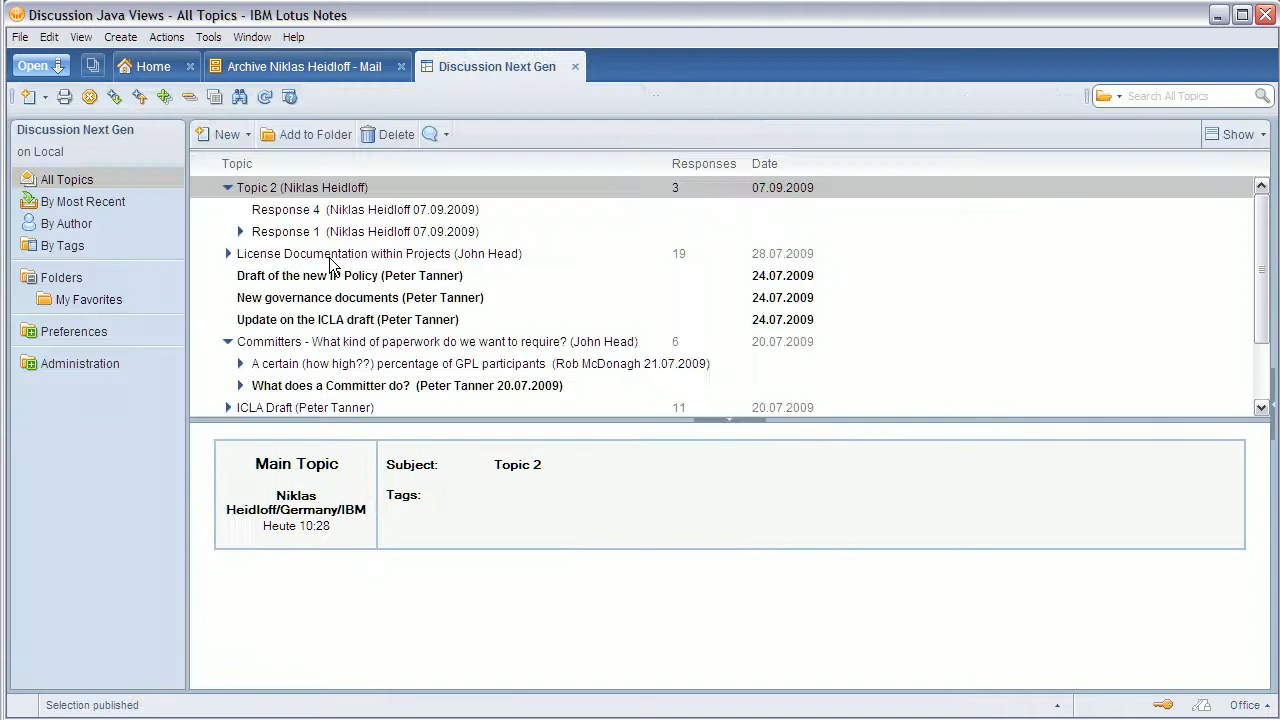 Discussion Java Views - All Topics - IBM Lotus Notes
File Edit View Create Actions Tools Window Help
Open Home Archive Niklas Heidloff - Mail Discussion Next Gen
Search All Topics
Discussion Next Gen
on Local
All Topics
By Most Recent
By Author
By Tags
Folders
My Favorites
Preferences
Administration
New Add to Folder Delete Show
Topic Responses Date
Topic 2 (Niklas Heidloff) 3 07.09.2009
Response 4 (Niklas Heidloff 07.09.2009)
Response 1 (Niklas Heidloff 07.09.2009)
License Documentation within Projects (John Head) 19 28.07.2009
Draft of the new IP Policy (Peter Tanner) 24.07.2009
New governance documents (Peter Tanner) 24.07.2009
Update on the ICLA draft (Peter Tanner) 24.07.2009
Committers - What kind of paperwork do we want to require? (John Head) 6 20.07.2009
A certain (how high??) percentage of GPL participants (Rob McDonagh 21.07.2009)
What does a Committer do? (Peter Tanner 20.07.2009)
ICLA Draft (Peter Tanner) 11 20.07.2009
Main Topic
Niklas
Heidloff/Germany/IBM
Heute 10:28
Subject: Topic 2
Tags:
Selection published Office